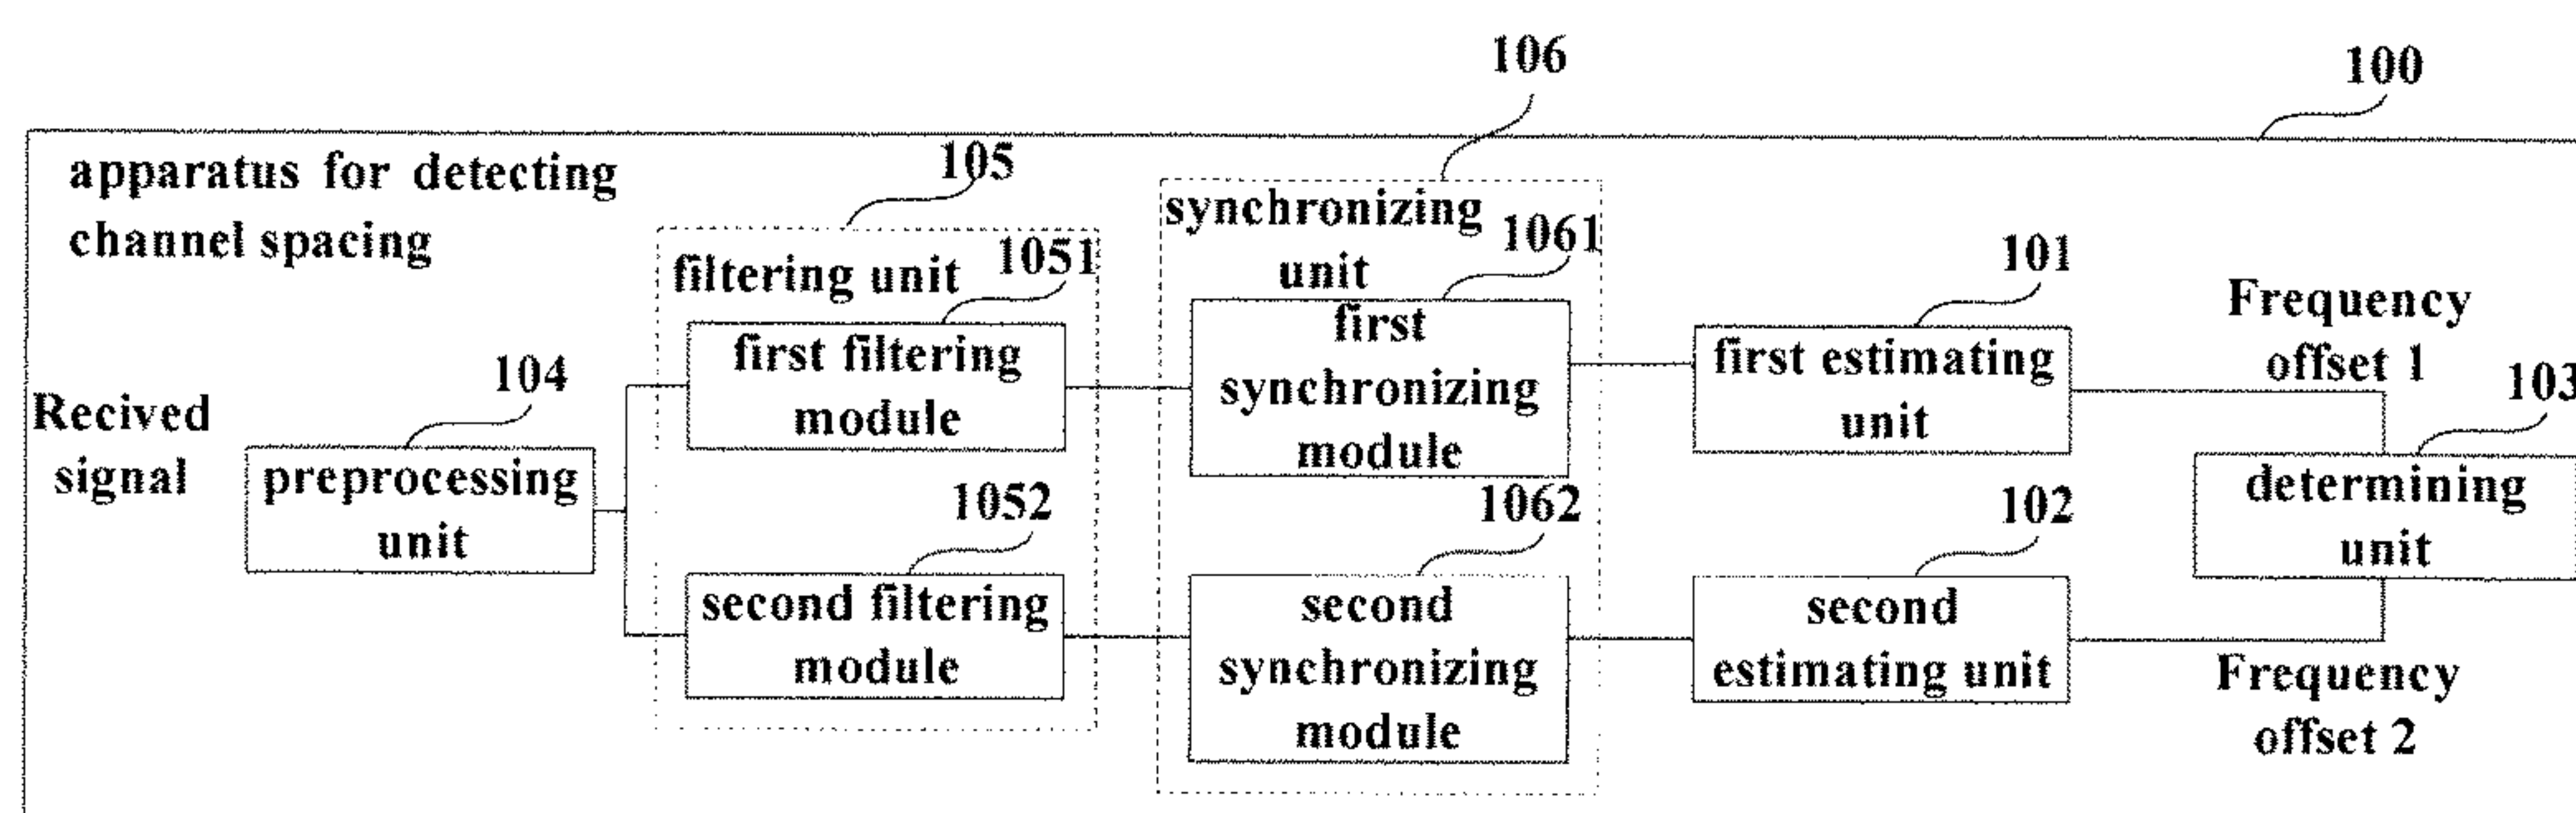 106
100
apparatus for detecting
channel spacing
105
synchronizing
unit
1061
filtering unit
1051
101
Frequency
offset 1
first filtering
module
first
synchronizing
module
first estimating
unit
103
104
Recived
signal
preprocessing
unit
determining
unit
1052
1062
102
second filtering
module
second
synchronizing
module
second
estimating unit
Frequency
offset 2